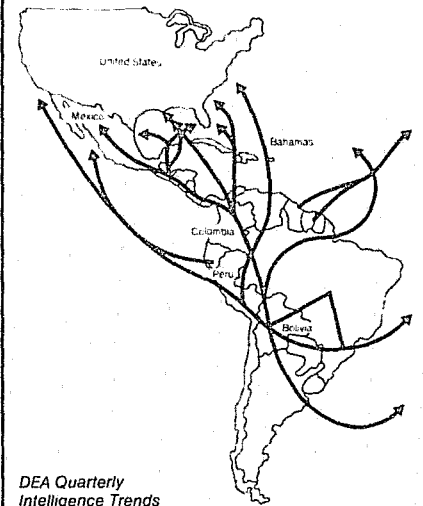 United States
Mexico
Bahamas
Colombia
Peru
Bolivia
DEA Quarterly
Intelligence Trends